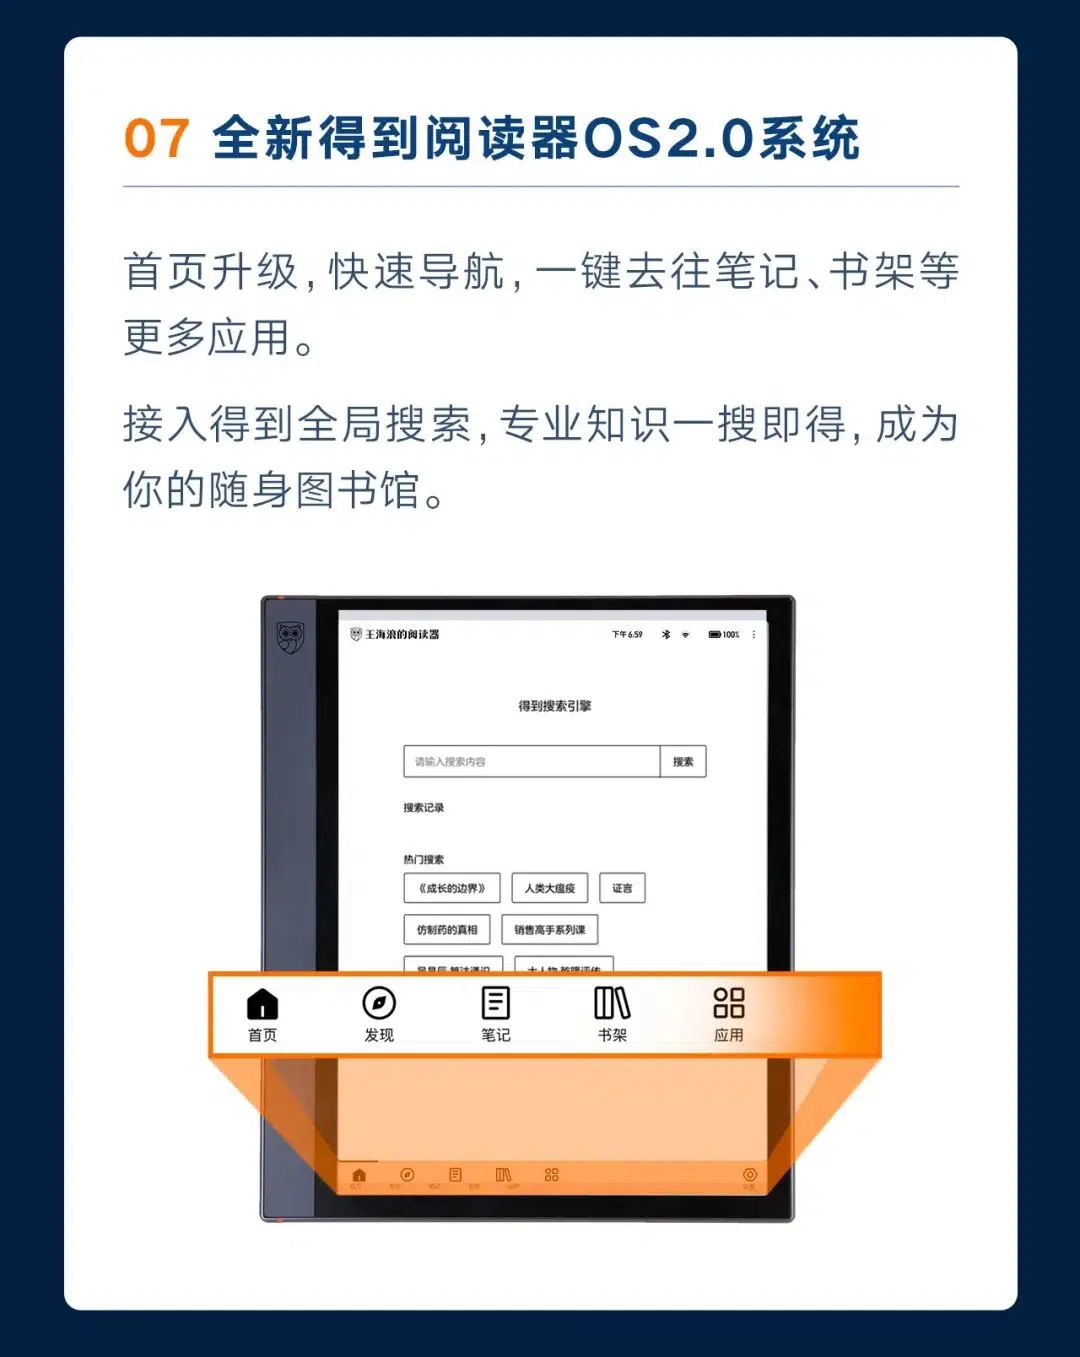 07 全新得到阅读器OS2.0系统
首页升级,快速导航,一键去往笔记、书架等
更多应用。
接入得到全局搜索,专业知识一搜即得,成为
你的随身图书馆。
王海浪的阅读器 下午6:59 100%
得到搜索引擎
请输入搜索内容 搜索
搜索记录
热门搜索
《成长的边界》 人类大瘟疫 证言
仿制药的真相 销售高手系列课
首页 发现 笔记 书架 应用